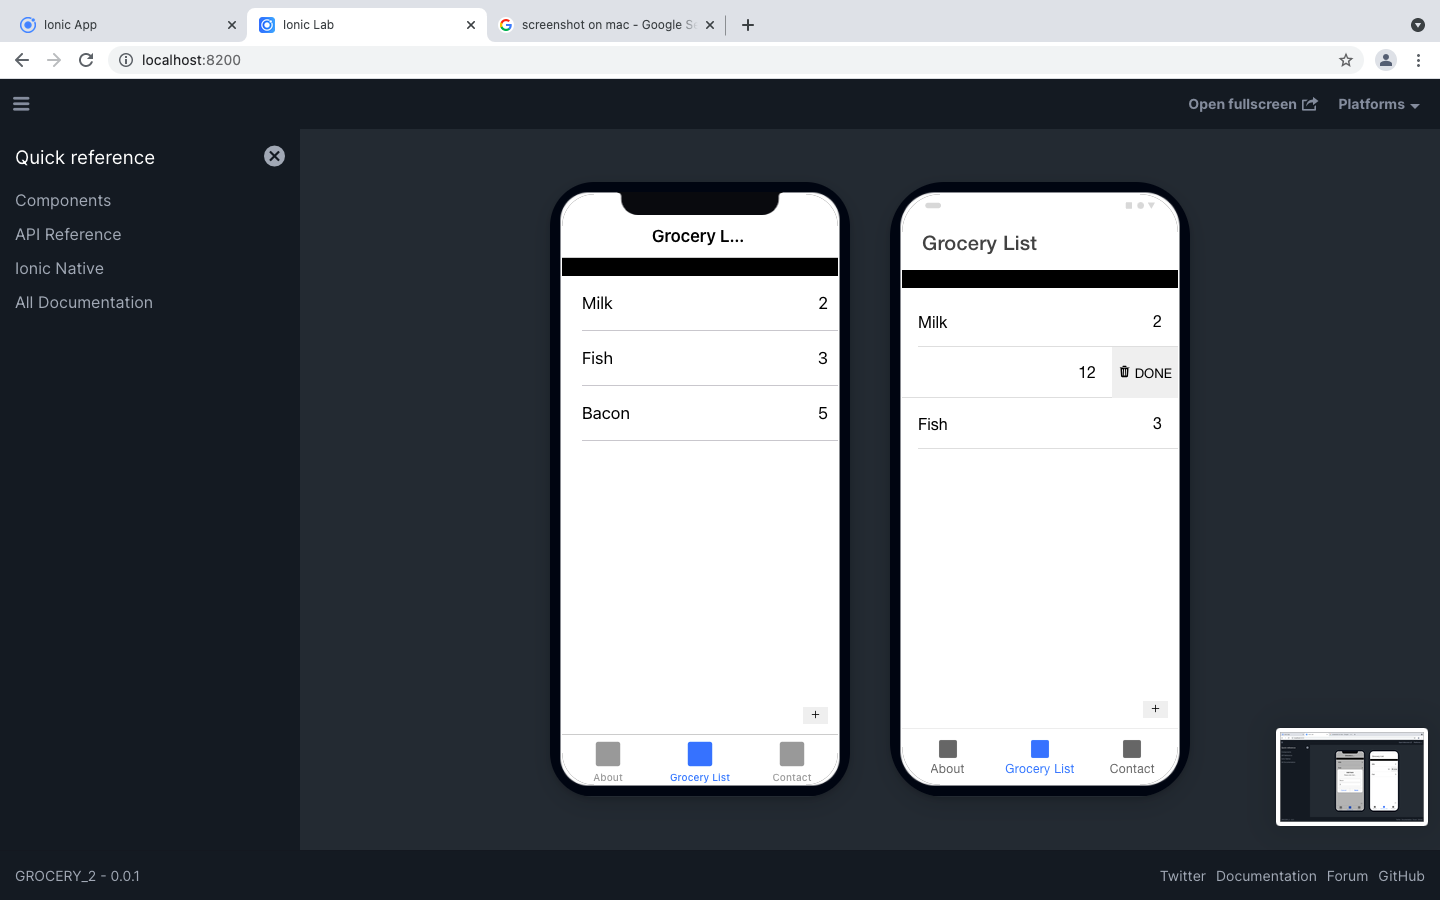 Ionic App
Ionic Lab
screenshot on mac - Google Se
localhost:8200
Open fullscreen
Platforms
Quick reference
Components
API Reference
Ionic Native
All Documentation
Grocery L...
Milk 2
Fish 3
Bacon 5
+
About Grocery List Contact
Grocery List
Milk 2
12 DONE
Fish 3
+
About Grocery List Contact
GROCERY_2 - 0.0.1
Twitter Documentation Forum GitHub